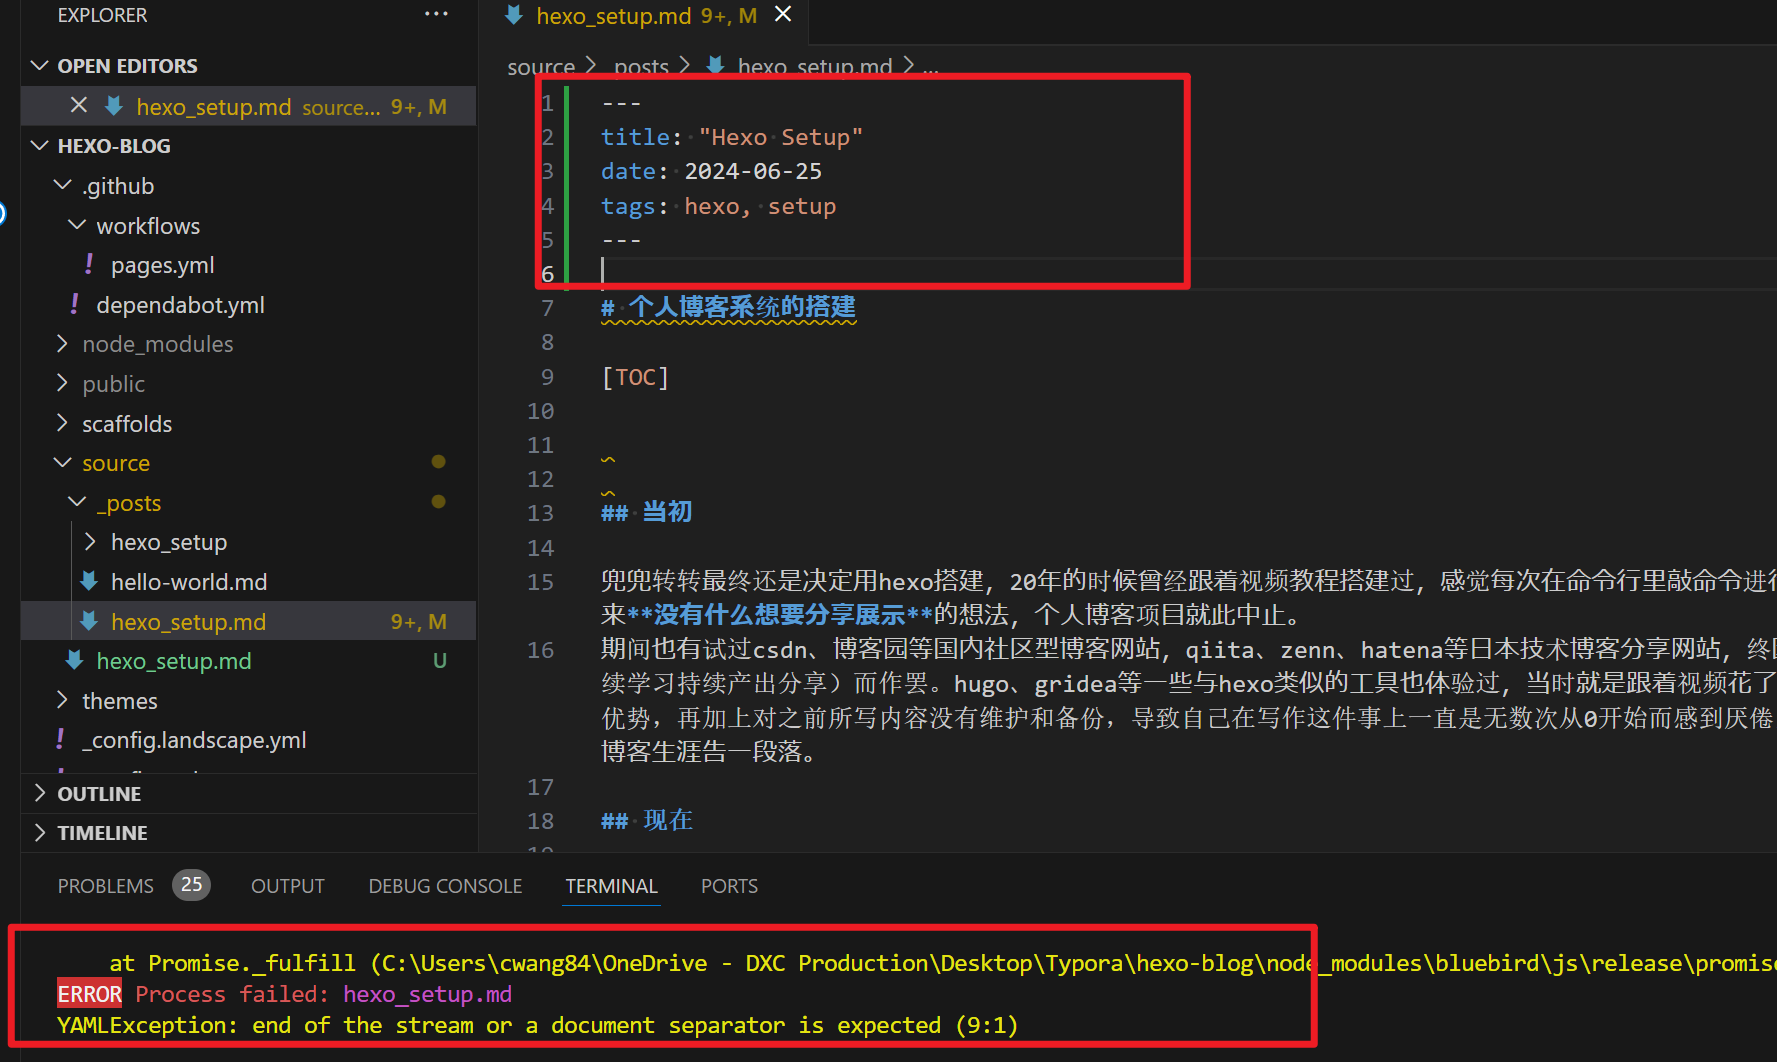 EXPLORER
···
OPEN EDITORS
hexo_setup.md source... 9+, M
HEXO-BLOG
.github
workflows
! pages.yml
! dependabot.yml
node_modules
public
scaffolds
source
_posts
hexo_setup
hello-world.md
hexo_setup.md 9+, M
hexo_setup.md U
themes
! _config.landscape.yml
OUTLINE
TIMELINE
hexo_setup.md 9+, M
source > _posts > hexo_setup.md > ...
1 ---
2 title: "Hexo Setup"
3 date: 2024-06-25
4 tags: hexo, setup
5 ---
6
7 # 个人博客系统的搭建
8
9 [TOC]
10
11
12
13 ## 当初
14
15 兜兜转转最终还是决定用hexo搭建，20年的时候曾经跟着视频教程搭建过，感觉每次在命令行里敲命令进行
来**没有什么想要分享展示**的想法，个人博客项目就此中止。
16 期间也有试过csdn、博客园等国内社区型博客网站，qiita、zenn、hatena等日本技术博客分享网站，终
续学习持续产出分享）而作罢。hugo、gridea等一些与hexo类似的工具也体验过，当时就是跟着视频花了
优势，再加上对之前所写内容没有维护和备份，导致自己在写作这件事上一直是无数次从0开始而感到厌倦
博客生涯告一段落。
17
18 ## 现在
19
PROBLEMS 25 OUTPUT DEBUG CONSOLE TERMINAL PORTS
at Promise._fulfill (C:\Users\cwang84\OneDrive - DXC Production\Desktop\Typora\hexo-blog\node_modules\bluebird\js\release\promise
ERROR Process failed: hexo_setup.md
YAMLException: end of the stream or a document separator is expected (9:1)